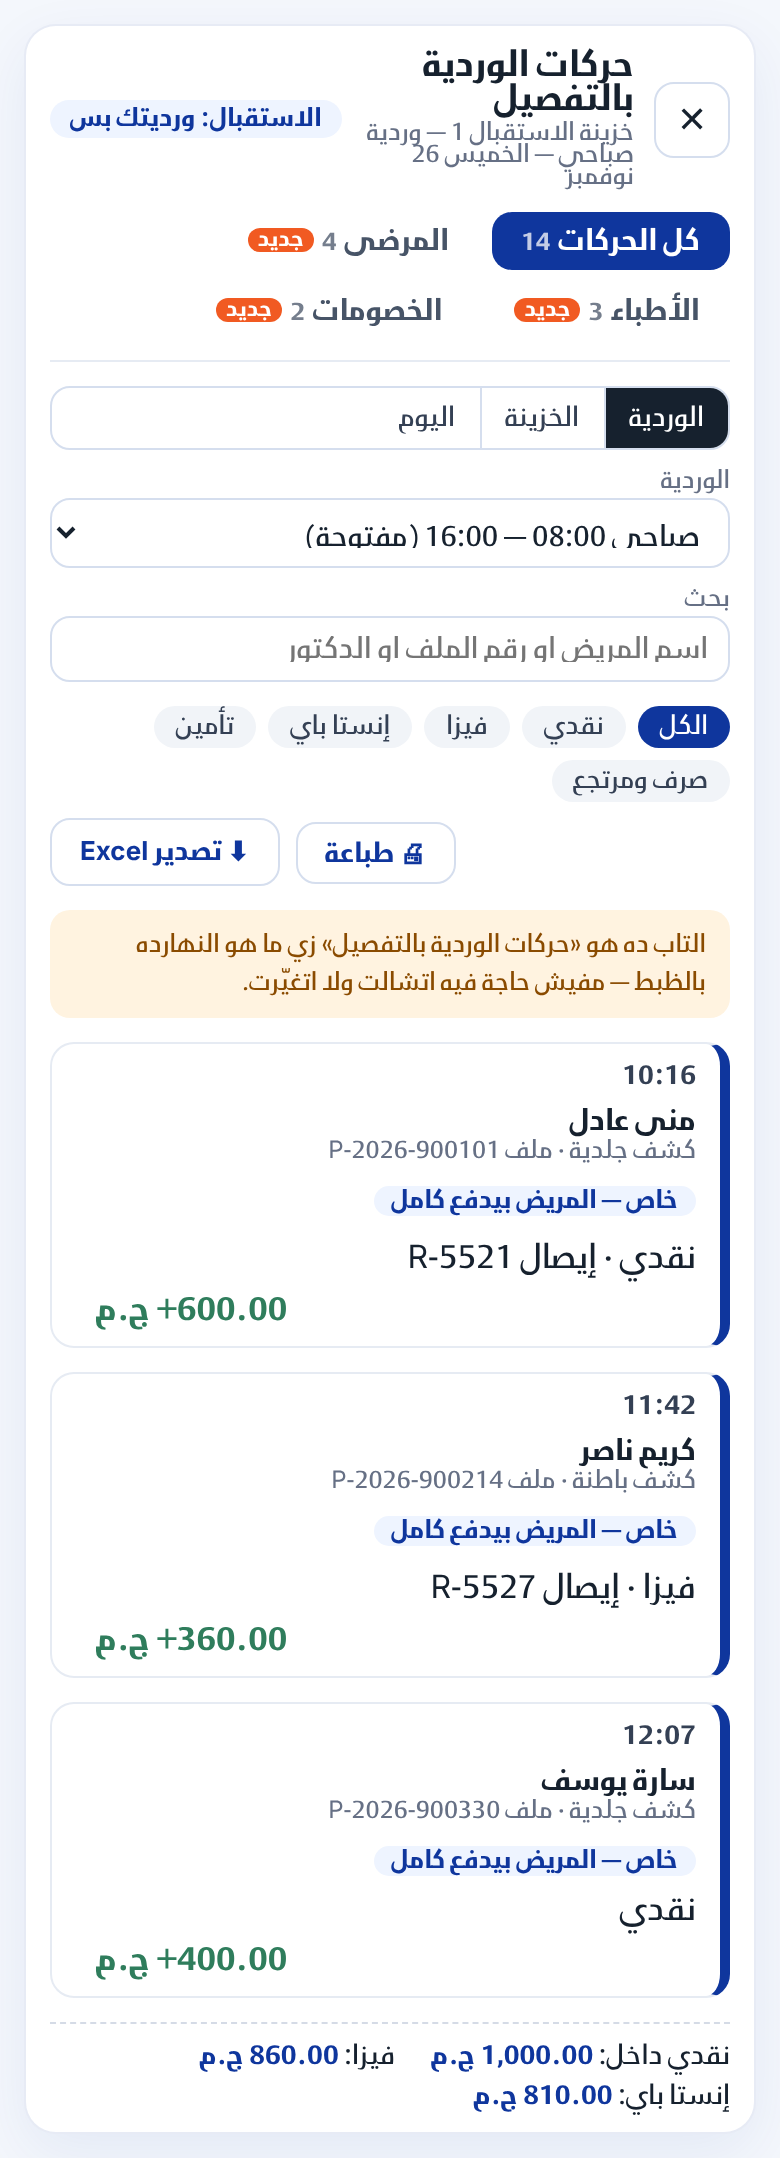 حركات الوردية
بالتفصيل
خزينة الاستقبال 1 — وردية
صباحي — الخميس 26
نوفمبر
الاستقبال: ورديتك بس
كل الحركات 14
المرضى 4 جديد
الأطباء 3 جديد
الخصومات 2 جديد
الوردية
الخزينة
اليوم
الوردية
صباحي 08:00 — 16:00 (مفتوحة)
بحث
اسم المريض او رقم الملف او الدكتور
الكل
نقدي
فيزا
إنستا باي
تأمين
صرف ومرتجع
🖨 طباعة
⬇ تصدير Excel
التاب ده هو «حركات الوردية بالتفصيل» زي ما هو النهارده
بالظبط — مفيش حاجة فيه اتشالت ولا اتغيّرت.
10:16
منى عادل
كشف جلدية · ملف P-2026-900101
خاص — المريض بيدفع كامل
نقدي · إيصال R-5521
+600.00 ج.م
11:42
كريم ناصر
كشف باطنة · ملف P-2026-900214
خاص — المريض بيدفع كامل
فيزا · إيصال R-5527
+360.00 ج.م
12:07
سارة يوسف
كشف جلدية · ملف P-2026-900330
خاص — المريض بيدفع كامل
نقدي
+400.00 ج.م
نقدي داخل: 1,000.00 ج.م
فيزا: 860.00 ج.م
إنستا باي: 810.00 ج.م